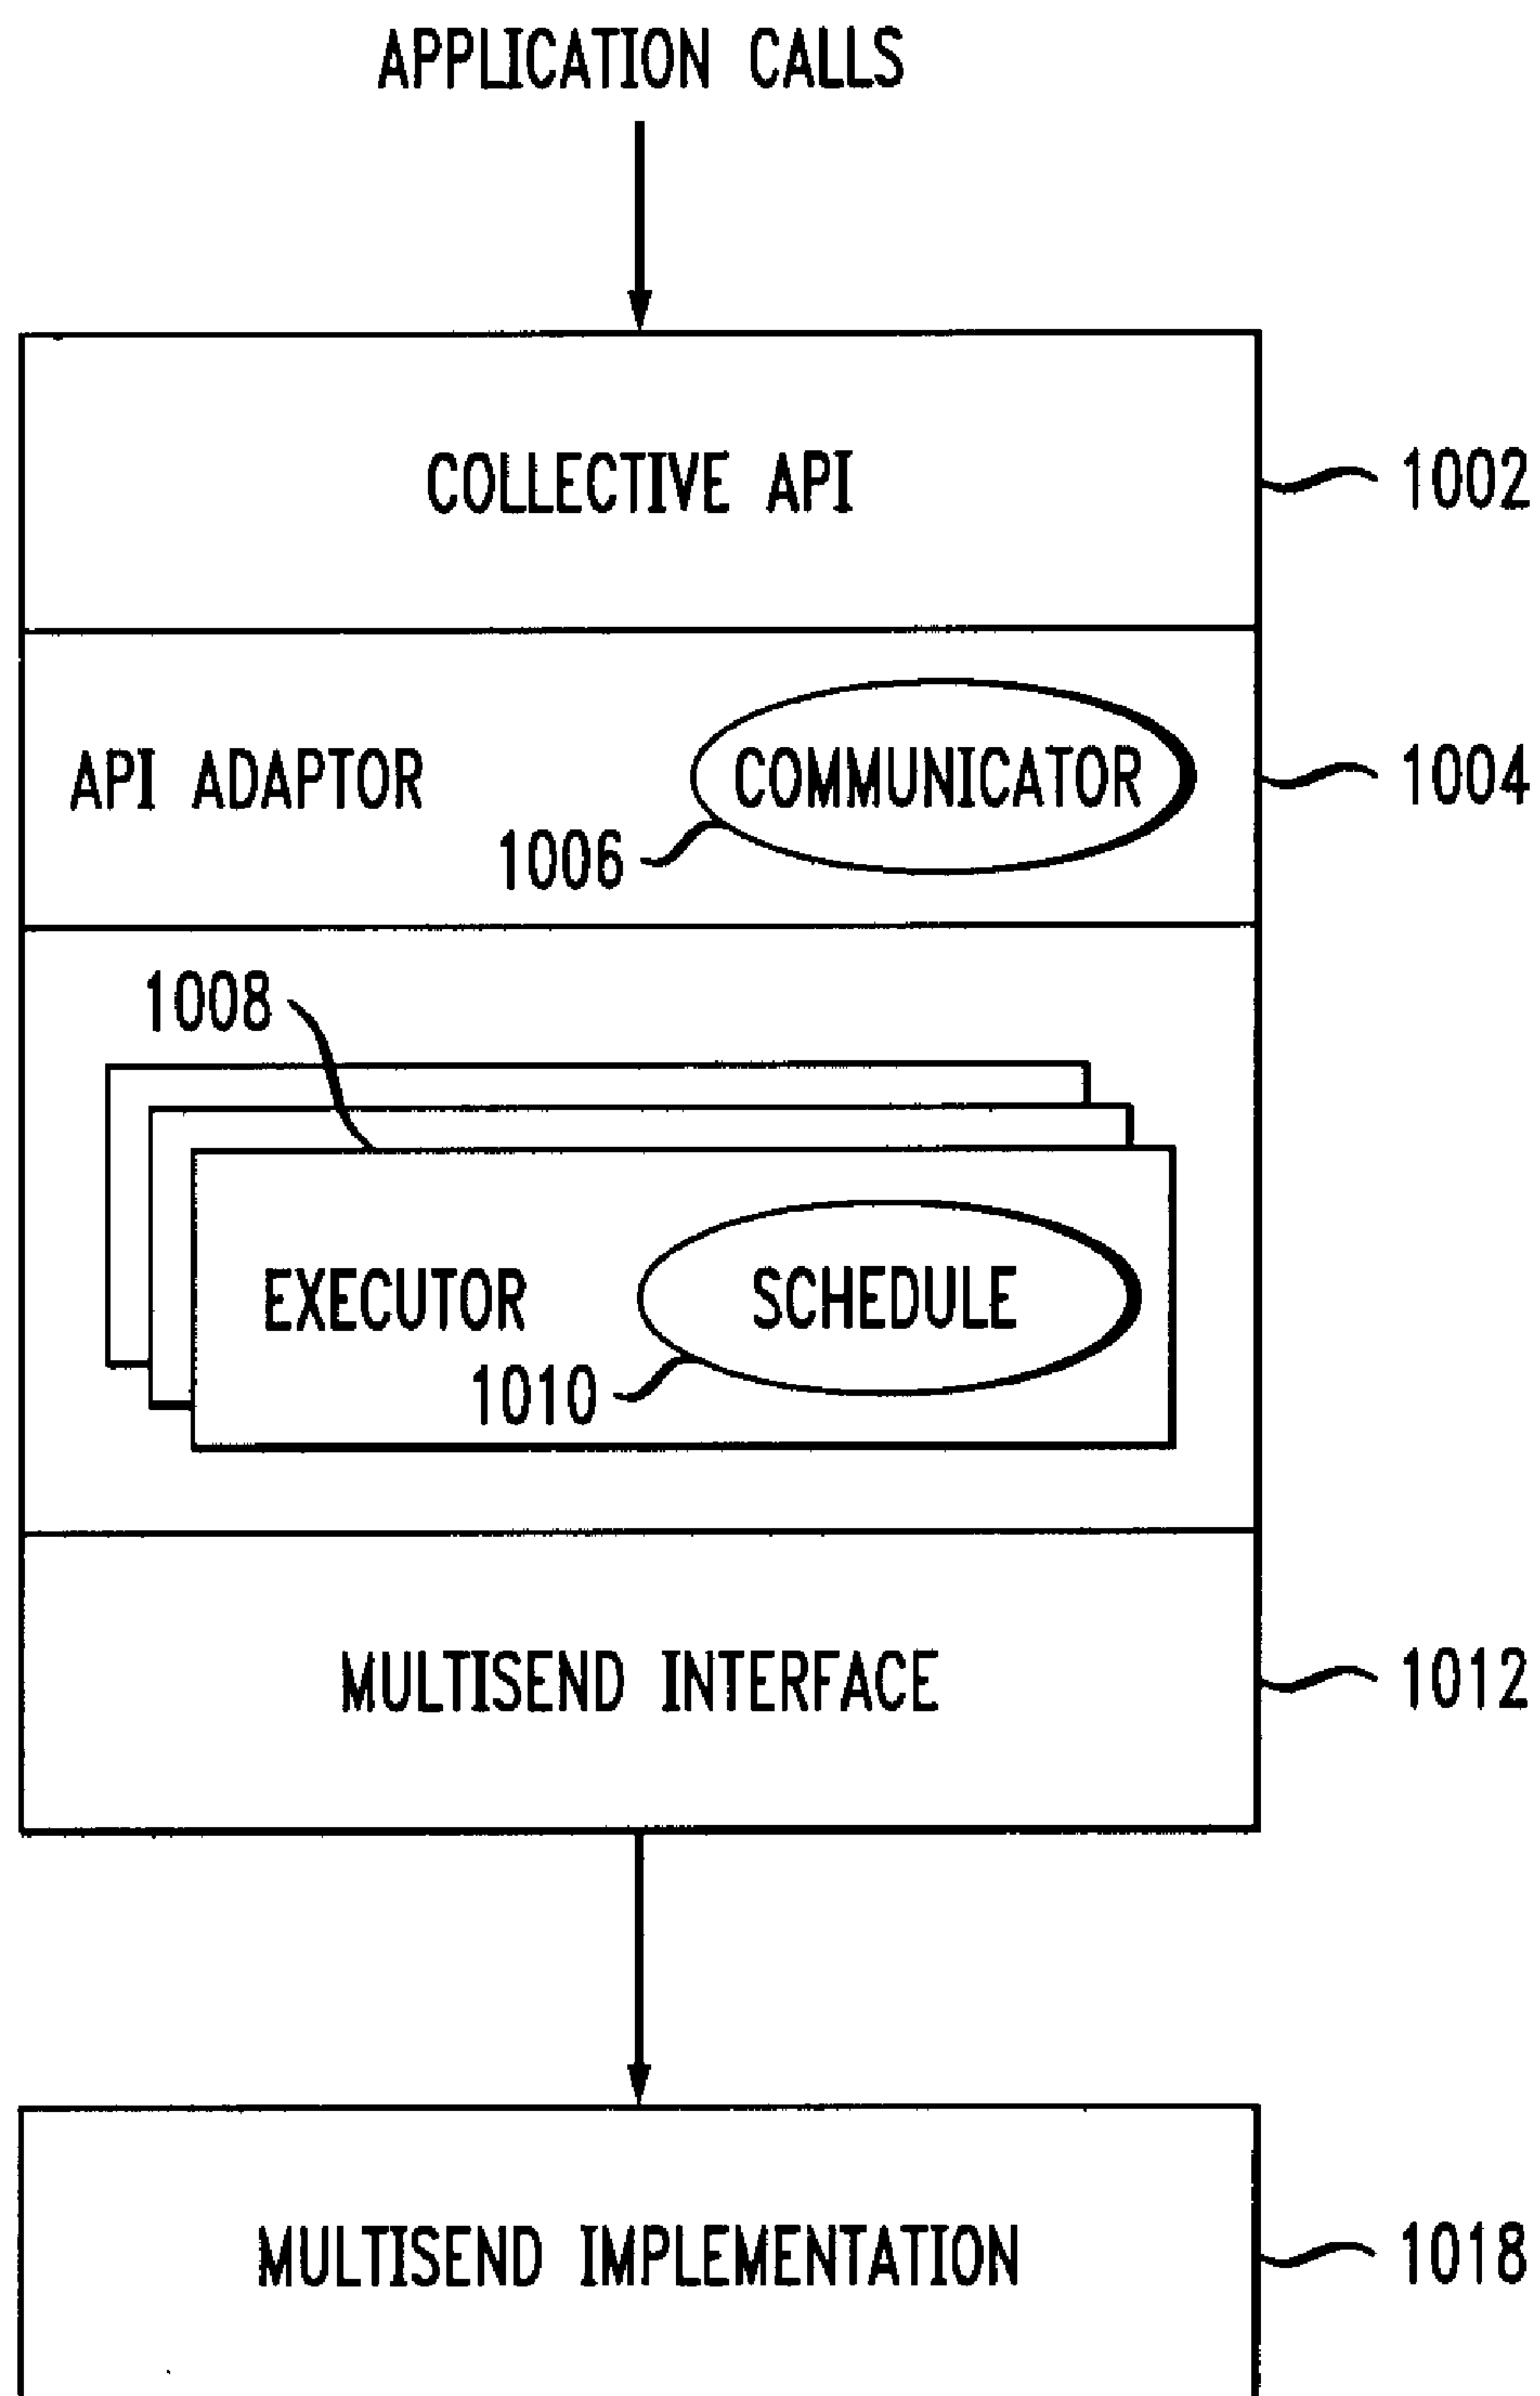 APPLICATION CALLS
COLLECTIVE API
1002
API ADAPTOR
COMMUNICATOR
1004
1006
1008
EXECUTOR
SCHEDULE
1010
MULTISEND INTERFACE
1012
MULTISEND IMPLEMENTATION
1018